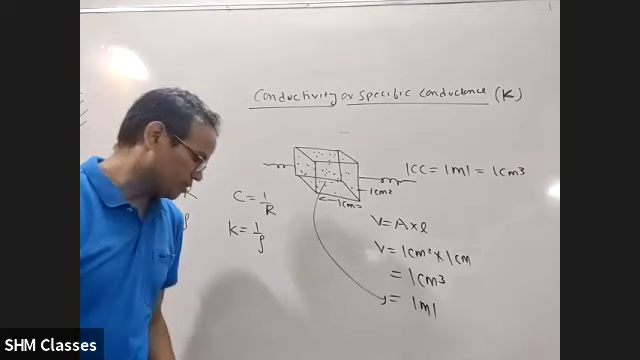 Conductivity or Specific conductance (K)
1CC = 1ml = 1cm3
1cm2
1cm
C = 1/R
K = 1/ρ
V = A × l
V = 1cm2 × 1cm
= 1cm3
= 1ml
R
ρ
SHM Classes